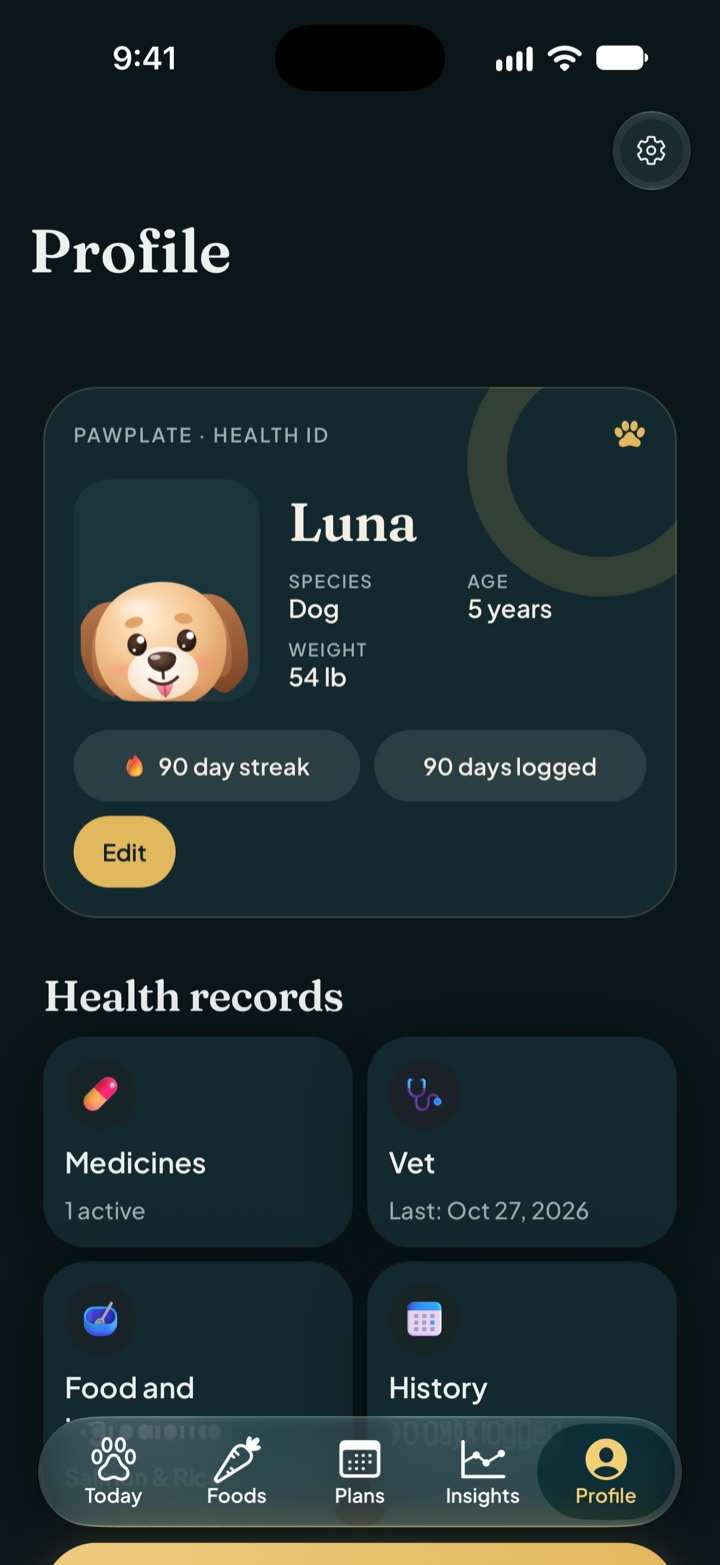 9:41
Profile
PAWPLATE · HEALTH ID
Luna
SPECIES
Dog
AGE
5 years
WEIGHT
54 lb
90 day streak
90 days logged
Edit
Health records
Medicines
1 active
Vet
Last: Oct 27, 2026
Food and
History
Today
Foods
Plans
Insights
Profile